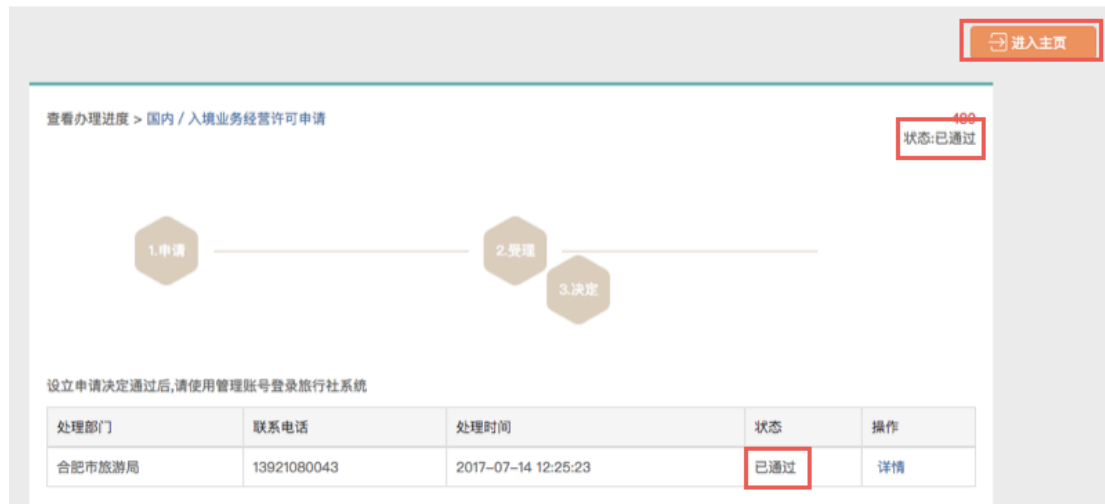 进入主页
查看办理进度 > 国内 / 入境业务经营许可申请
状态:已通过
1.申请
2.受理
3.决定
设立申请决定通过后,请使用管理账号登录旅行社系统
处理部门 联系电话 处理时间 状态 操作
合肥市旅游局 13921080043 2017-07-14 12:25:23 已通过 详情